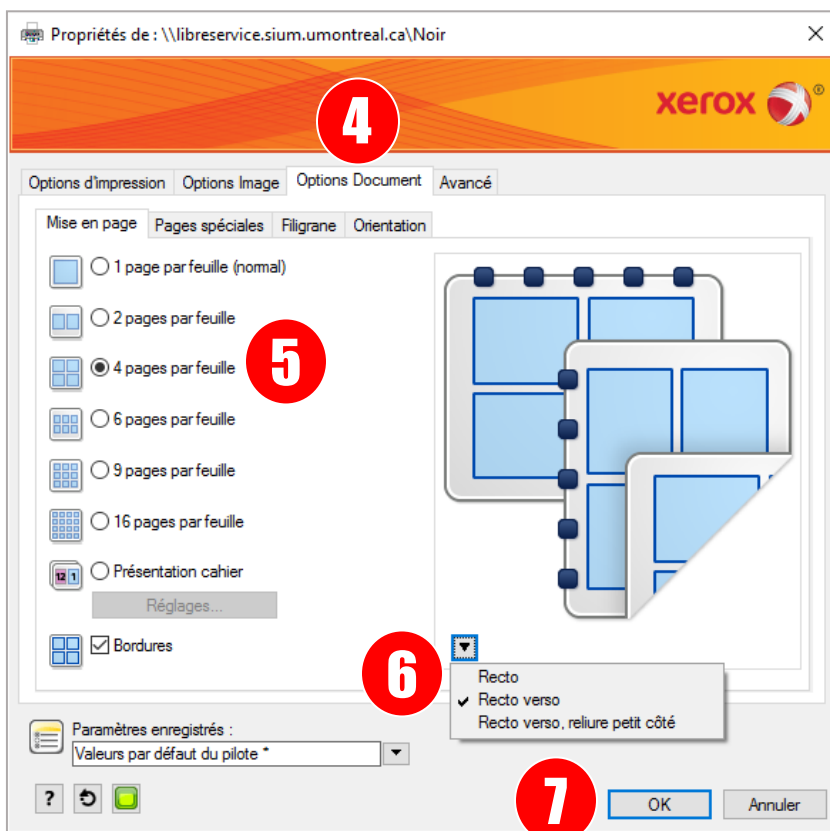 Propriétés de : \\libreservice.sium.umontreal.ca\Noir
xerox
4
Options d'impression Options Image Options Document Avancé
Mise en page Pages spéciales Filigrane Orientation
1 page par feuille (normal)
2 pages par feuille
4 pages par feuille
5
6 pages par feuille
9 pages par feuille
16 pages par feuille
12 1 Présentation cahier
Réglages...
Bordures
6
Recto
Recto verso
Recto verso, reliure petit côté
Paramètres enregistrés :
Valeurs par défaut du pilote *
?
7
OK Annuler